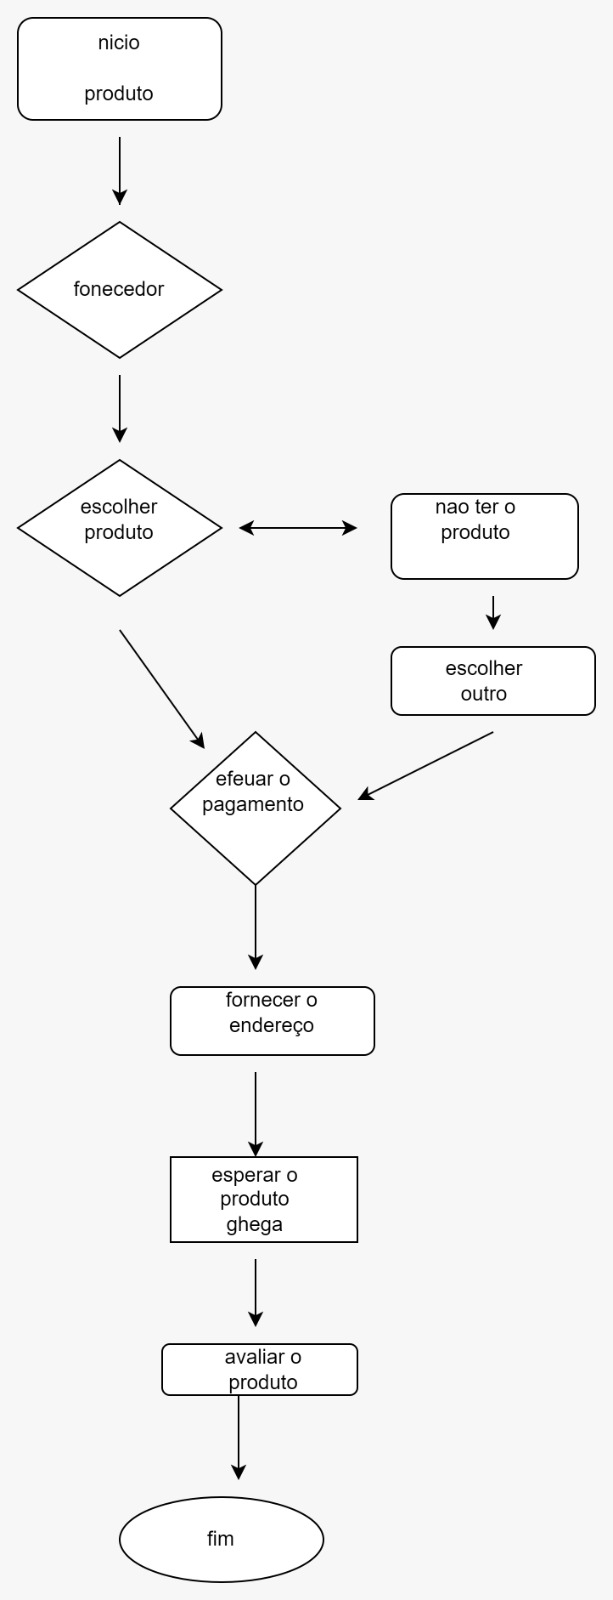 nicio
produto
fonecedor
escolher
produto
nao ter o
produto
escolher
outro
efeuar o
pagamento
fornecer o
endereço
esperar o
produto
ghega
avaliar o
produto
fim